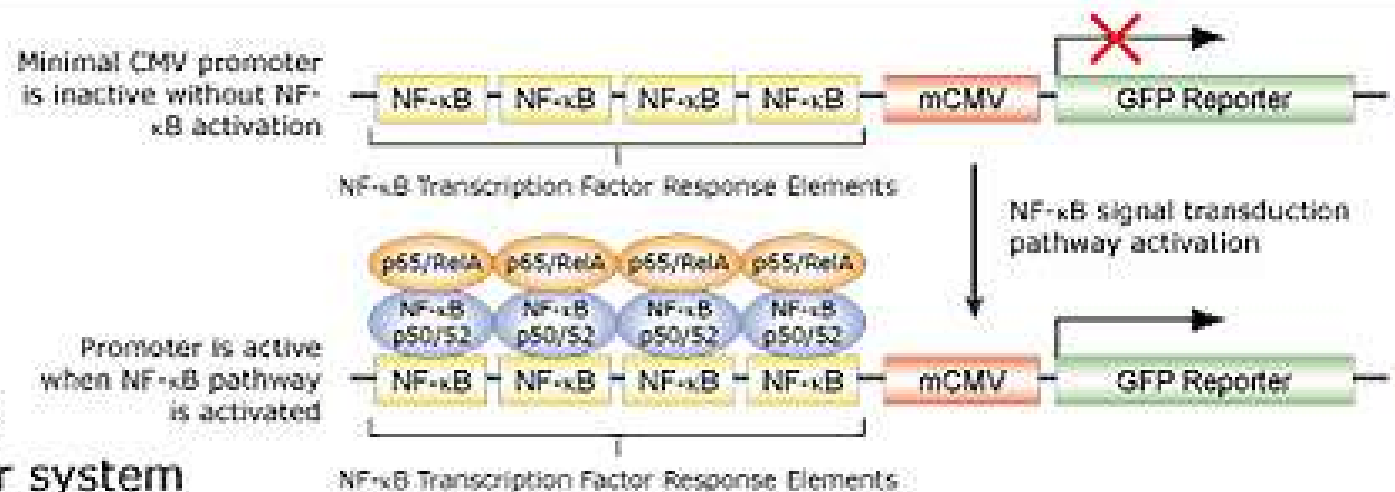 Minimal CMV promoter
is inactive without NF-
κB activation
NF-κB NF-κB NF-κB NF-κB mCMV GFP Reporter
NF-κB Transcription Factor Response Elements
NF-κB signal transduction
pathway activation
p65/RelA p65/RelA p65/RelA p65/RelA
NF-κB NF-κB NF-κB NF-κB
p50/52 p50/52 p50/52 p50/52
Promoter is active
when NF-κB pathway
is activated
NF-κB NF-κB NF-κB NF-κB mCMV GFP Reporter
NF-κB Transcription Factor Response Elements
r system